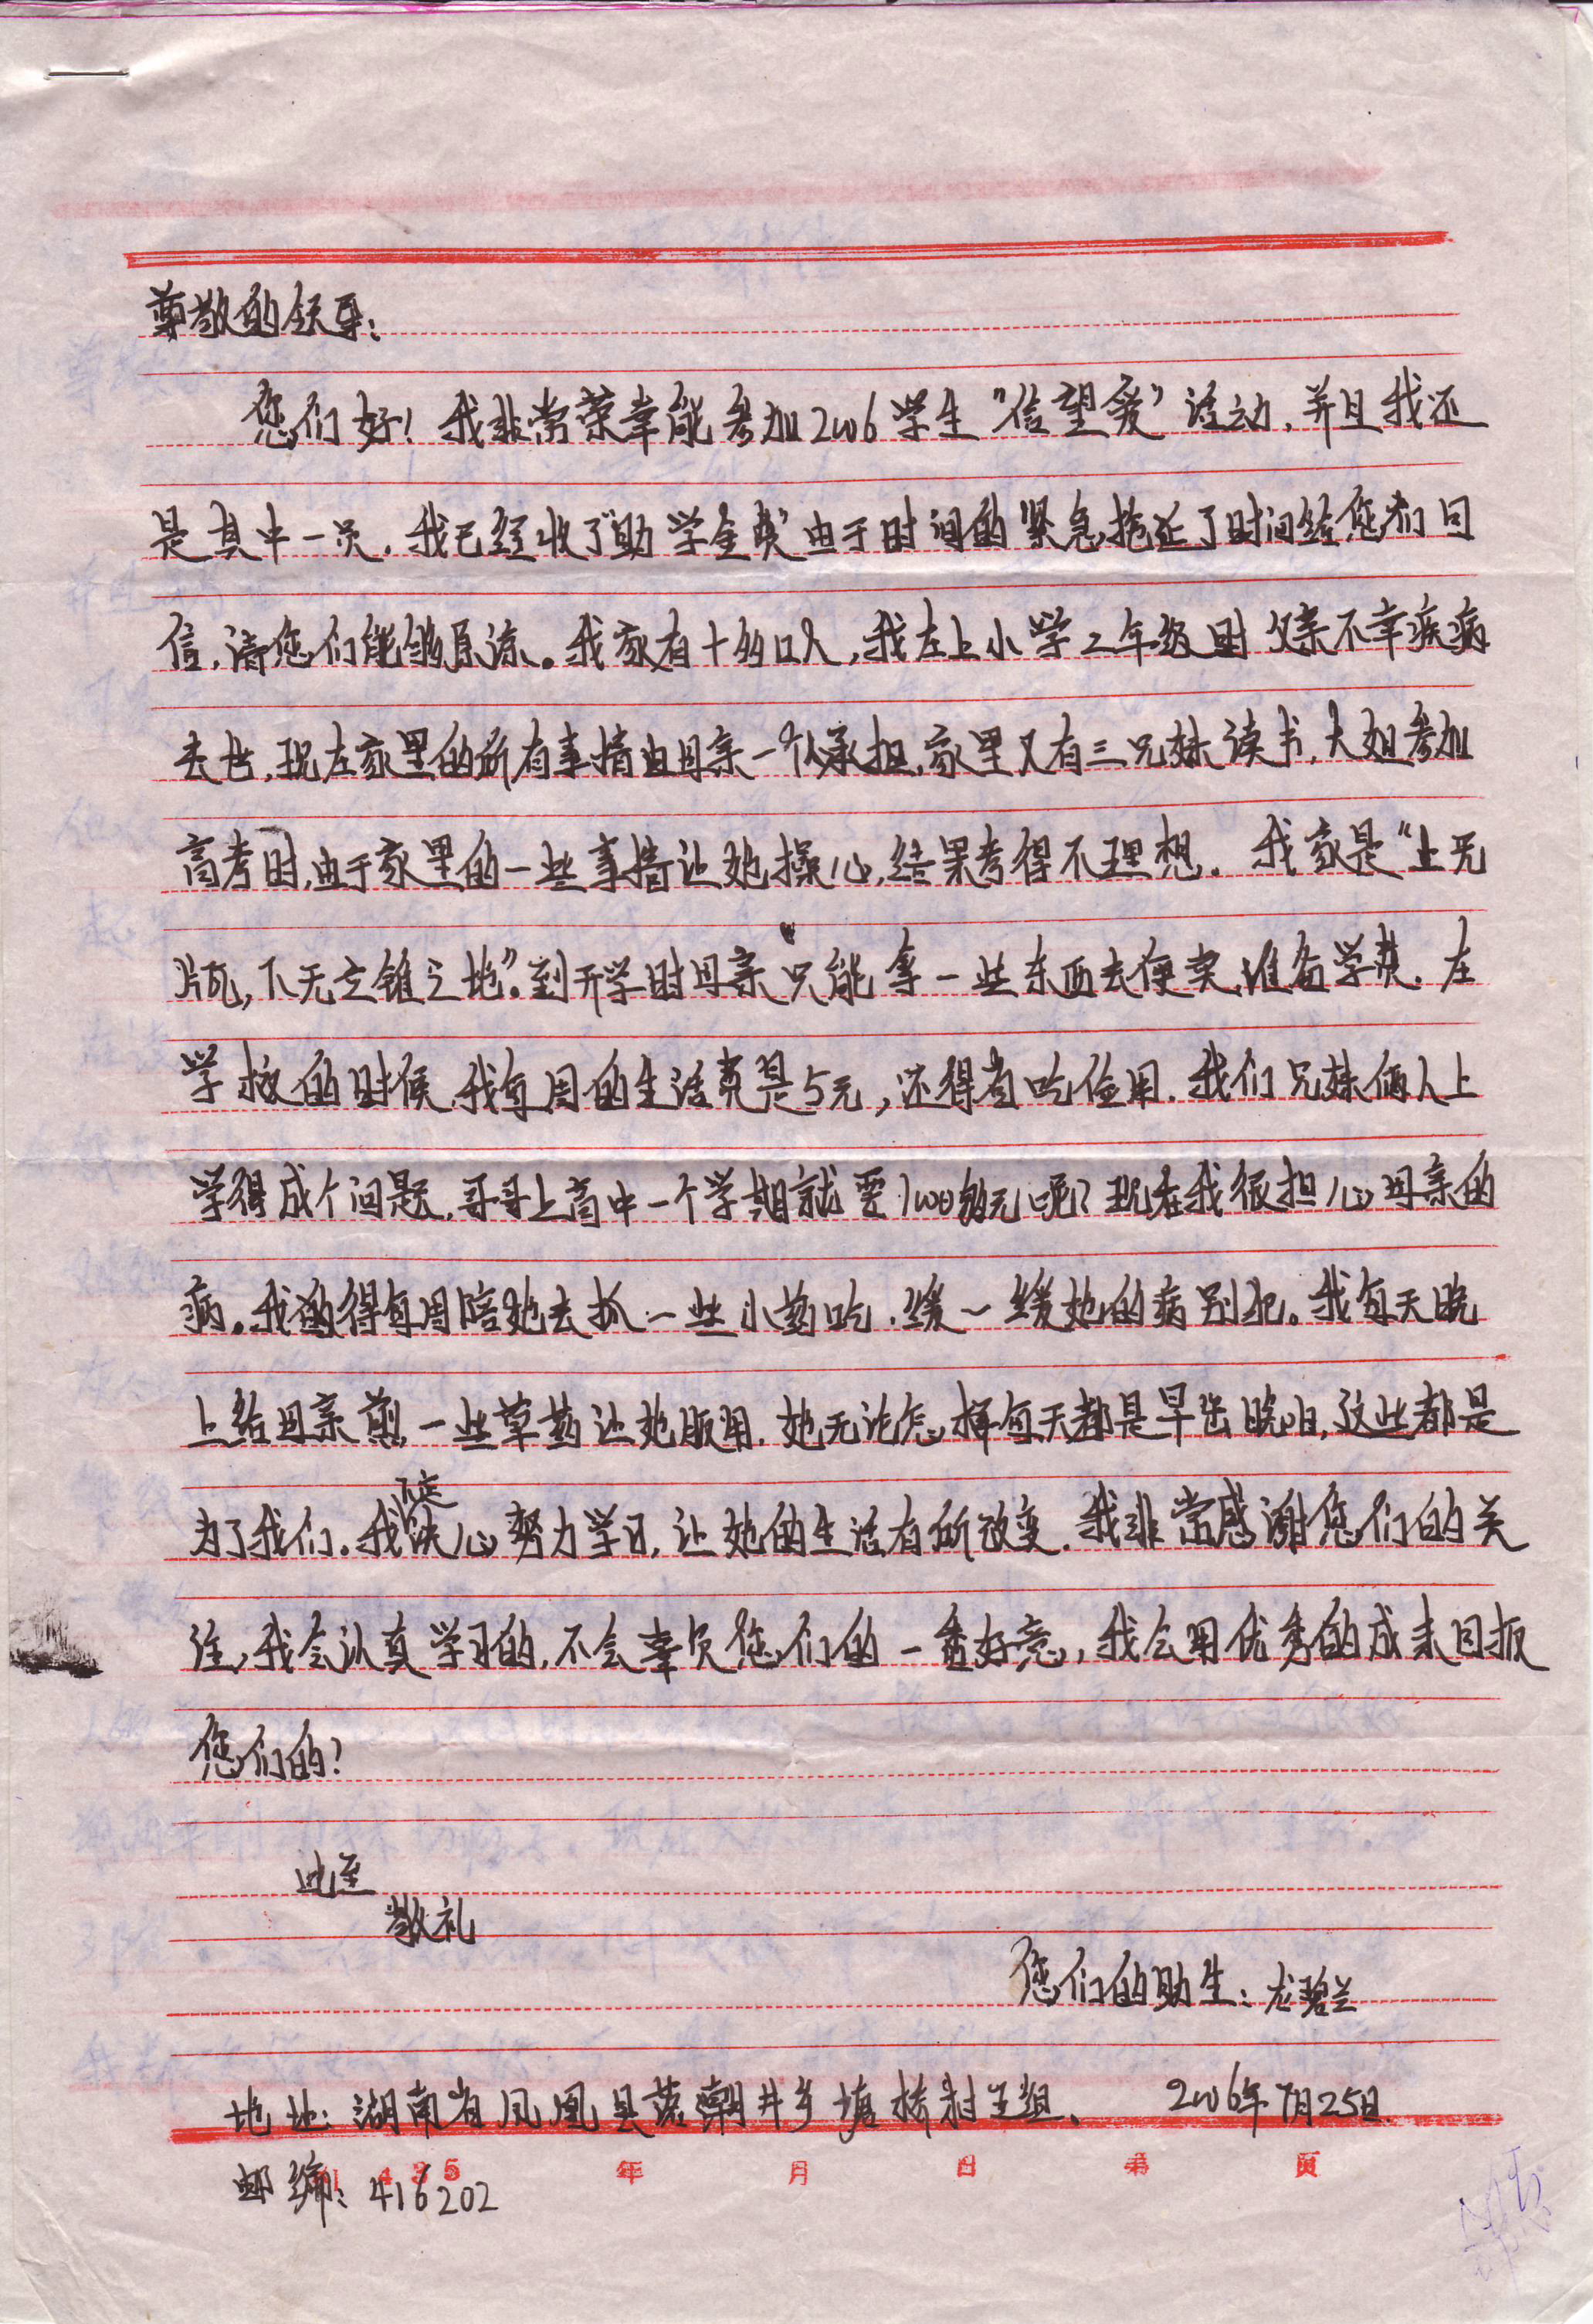 尊敬的领导：
您们好！我非常荣幸能参加2006学生"信望爱"活动，并且我还
是其中一员。我已经收了"助学金费"由于时间的紧急，拖延了时间给您们回
信，请您们能够原谅。我家有十多口人，我在上小学二年级时父亲不幸疾病
去世，现在家里的所有事情由母亲一个人承担，家里又有三兄妹读书，大姐参加
高考时，由于家里的一些事情让她操心，结果考得不理想。我家是"上无
片瓦，下无立锥之地"。到开学时母亲只能拿一些东西去便卖，准备学费。在
学校的时候，我每周的生活费是5元，还得省吃俭用。我们兄妹俩人上
学得成个问题，哥哥上高中一个学期就要1000多元呢？现在我很担心母亲的
病。我徼得每周陪她去抓一些小药吃，缓一缓她的病别犯。我每天晚
上给母亲煎一些草药让她服用。她无论怎样每天都是早出晚归，这些都是
为了我们。我下定决心努力学习，让她的生活有所改变。我非常感谢您们的关
注，我会认真学习的，不会辜负您们的一番好意，我会用优秀的成来回报
您们的！
此至
敬礼
您们的助生：龙碧兰
地址：湖南省凤凰县落潮井乡塘桥村五组、 2006年7月25日
年 月 日 第 页
邮编：416202